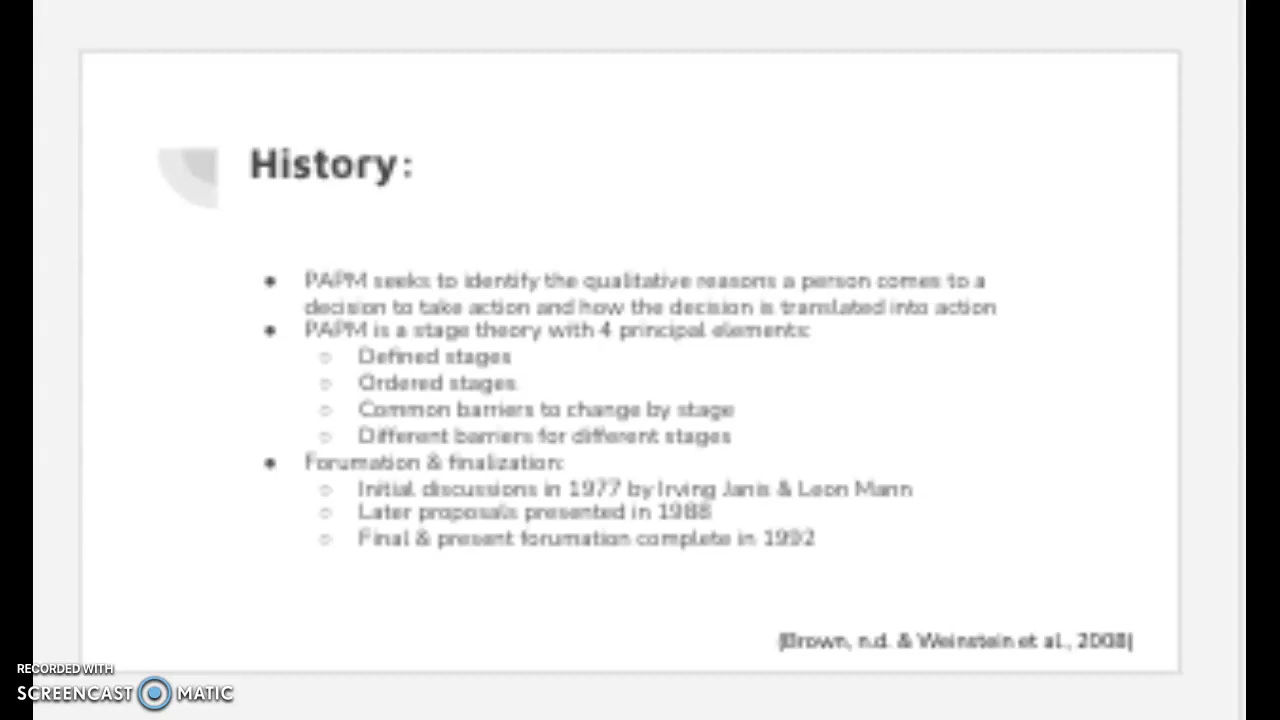 History:
● PAPM seeks to identify the qualitative reasons a person comes to a
decision to take action and how the decision is translated into action
● PAPM is a stage theory with 4 principal elements:
○ Defined stages
○ Ordered stages
○ Common barriers to change by stage
○ Different barriers for different stages
● Forumation & finalization:
○ Initial discussions in 1977 by Irving Janis & Leon Mann
○ Later proposals presented in 1988
○ Final & present forumation complete in 1992
(Brown, n.d. & Weinstein et al., 2008)
RECORDED WITH
SCREENCAST MATIC